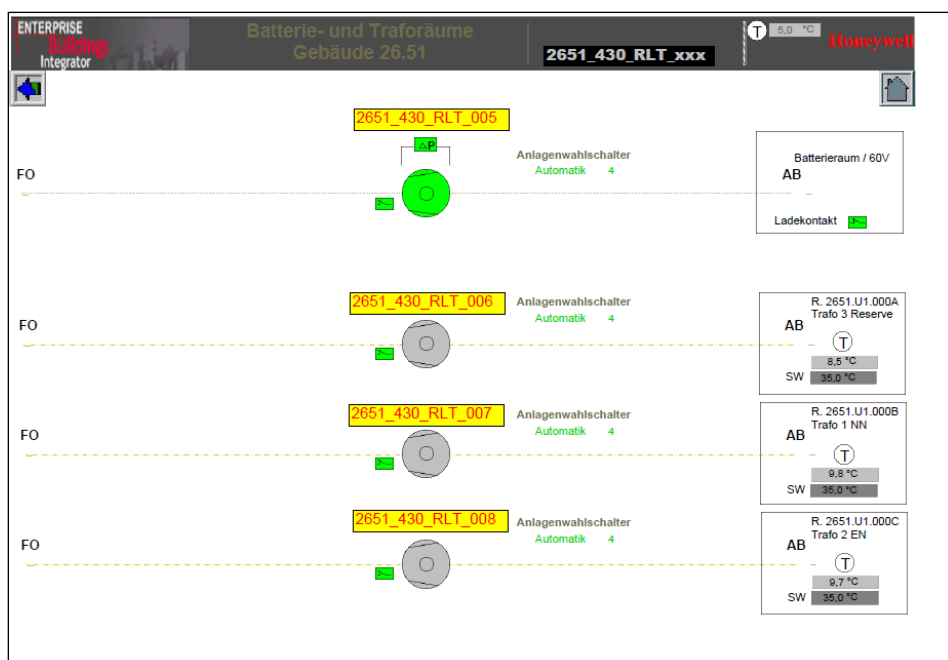 ENTERPRISE
Buildings
Integrator
Batterie- und Traforäume
Gebäude 26.51
2651_430_RLT_xxx
T 5,0 °C
Honeywell
2651_430_RLT_005
△P
Anlagenwahlschalter
Automatik 4
FO
Batterieraum / 60V
AB
Ladekontakt
2651_430_RLT_006
Anlagenwahlschalter
Automatik 4
FO
R. 2651.U1.000A
Trafo 3 Reserve
AB
T
8,5 °C
SW 35,0 °C
2651_430_RLT_007
Anlagenwahlschalter
Automatik 4
FO
R. 2651.U1.000B
Trafo 1 NN
AB
T
9,8 °C
SW 35,0 °C
2651_430_RLT_008
Anlagenwahlschalter
Automatik 4
FO
R. 2651.U1.000C
Trafo 2 EN
AB
T
9,7 °C
SW 35,0 °C